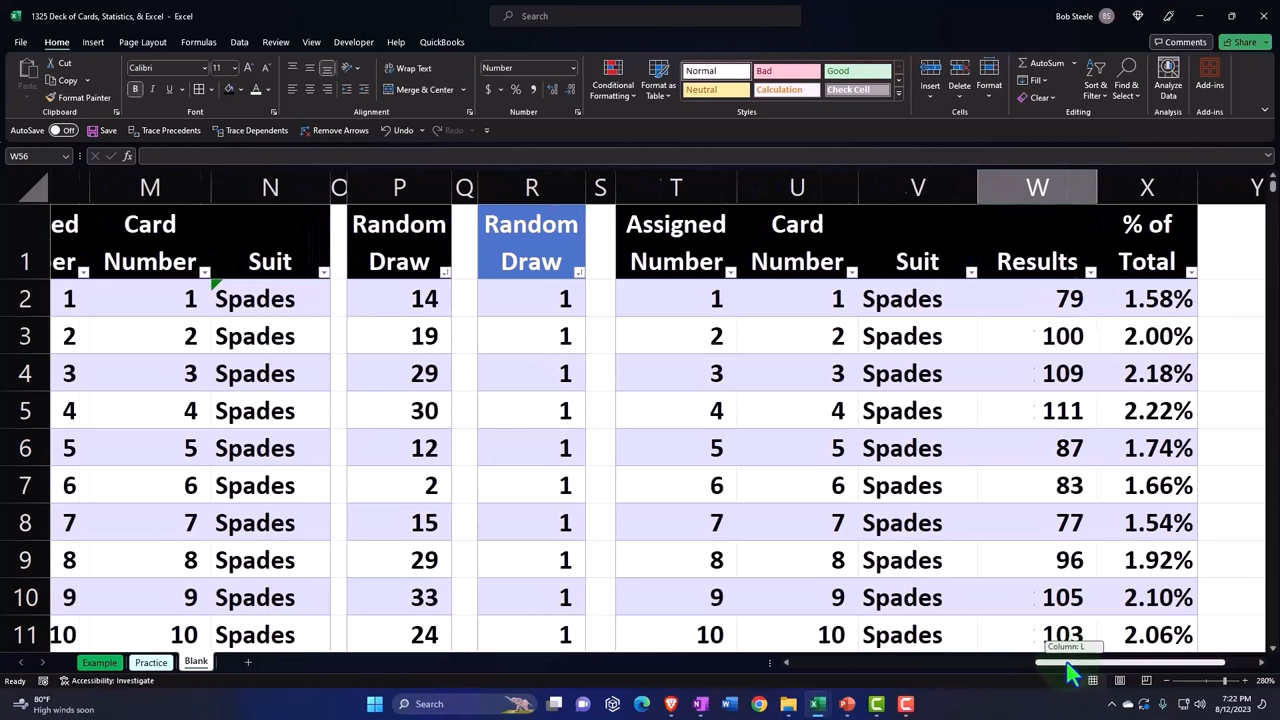 1325 Deck of Cards, Statistics, & Excel - Excel
Search
Bob Steele BS
File Home Insert Page Layout Formulas Data Review View Developer Help QuickBooks
Comments Share
Paste Cut Copy Format Painter
Calibri 11
Wrap Text Merge & Center
Number
Conditional Formatting Format as Table
Normal Bad Good
Neutral Calculation Check Cell
Insert Delete Format
AutoSum Fill Clear
Sort & Filter Find & Select
Analyze Data
Add-ins
Clipboard Font Alignment Number Styles Cells Editing Analysis Add-ins
AutoSave Off Save Trace Precedents Trace Dependents Remove Arrows Undo Redo
W56 fx
M N O P Q R S T U V W X Y
ed Card Random Random Assigned Card % of
1 er Number Suit Draw Draw Number Number Suit Results Total
2 1 1 Spades 14 1 1 1 Spades 79 1.58%
3 2 2 Spades 19 1 2 2 Spades 100 2.00%
4 3 3 Spades 29 1 3 3 Spades 109 2.18%
5 4 4 Spades 30 1 4 4 Spades 111 2.22%
6 5 5 Spades 12 1 5 5 Spades 87 1.74%
7 6 6 Spades 2 1 6 6 Spades 83 1.66%
8 7 7 Spades 15 1 7 7 Spades 77 1.54%
9 8 8 Spades 29 1 8 8 Spades 96 1.92%
10 9 9 Spades 33 1 9 9 Spades 105 2.10%
11 10 10 Spades 24 1 10 10 Spades 103 2.06%
Column: L
Example Practice Blank
Ready Accessibility: Investigate 280%
80°F
High winds soon
Search
7:22 PM
8/12/2023